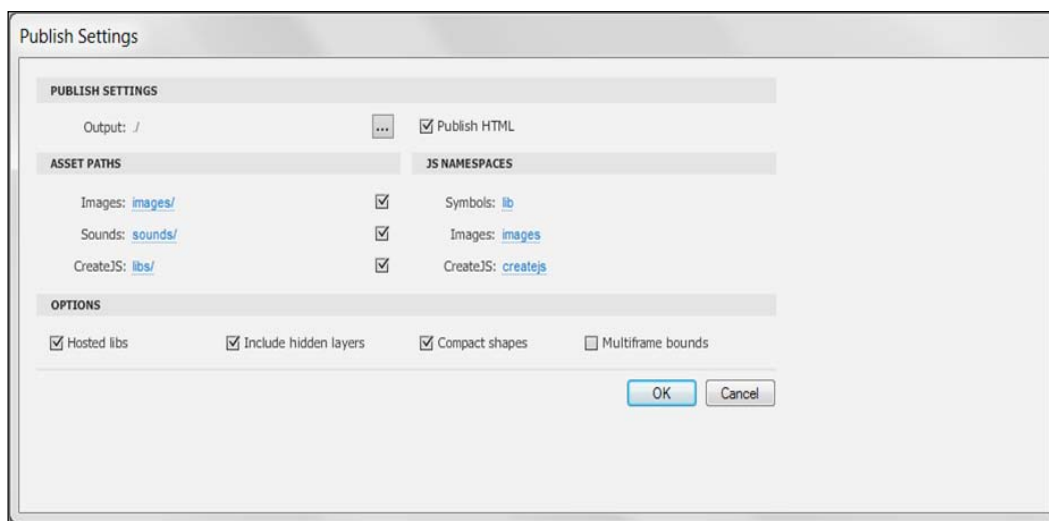 Publish Settings
PUBLISH SETTINGS
Output: ./ ... Publish HTML
ASSET PATHS JS NAMESPACES
Images: images/ Symbols: lib
Sounds: sounds/ Images: images
CreateJS: libs/ CreateJS: createjs
OPTIONS
Hosted libs Include hidden layers Compact shapes Multiframe bounds
OK Cancel